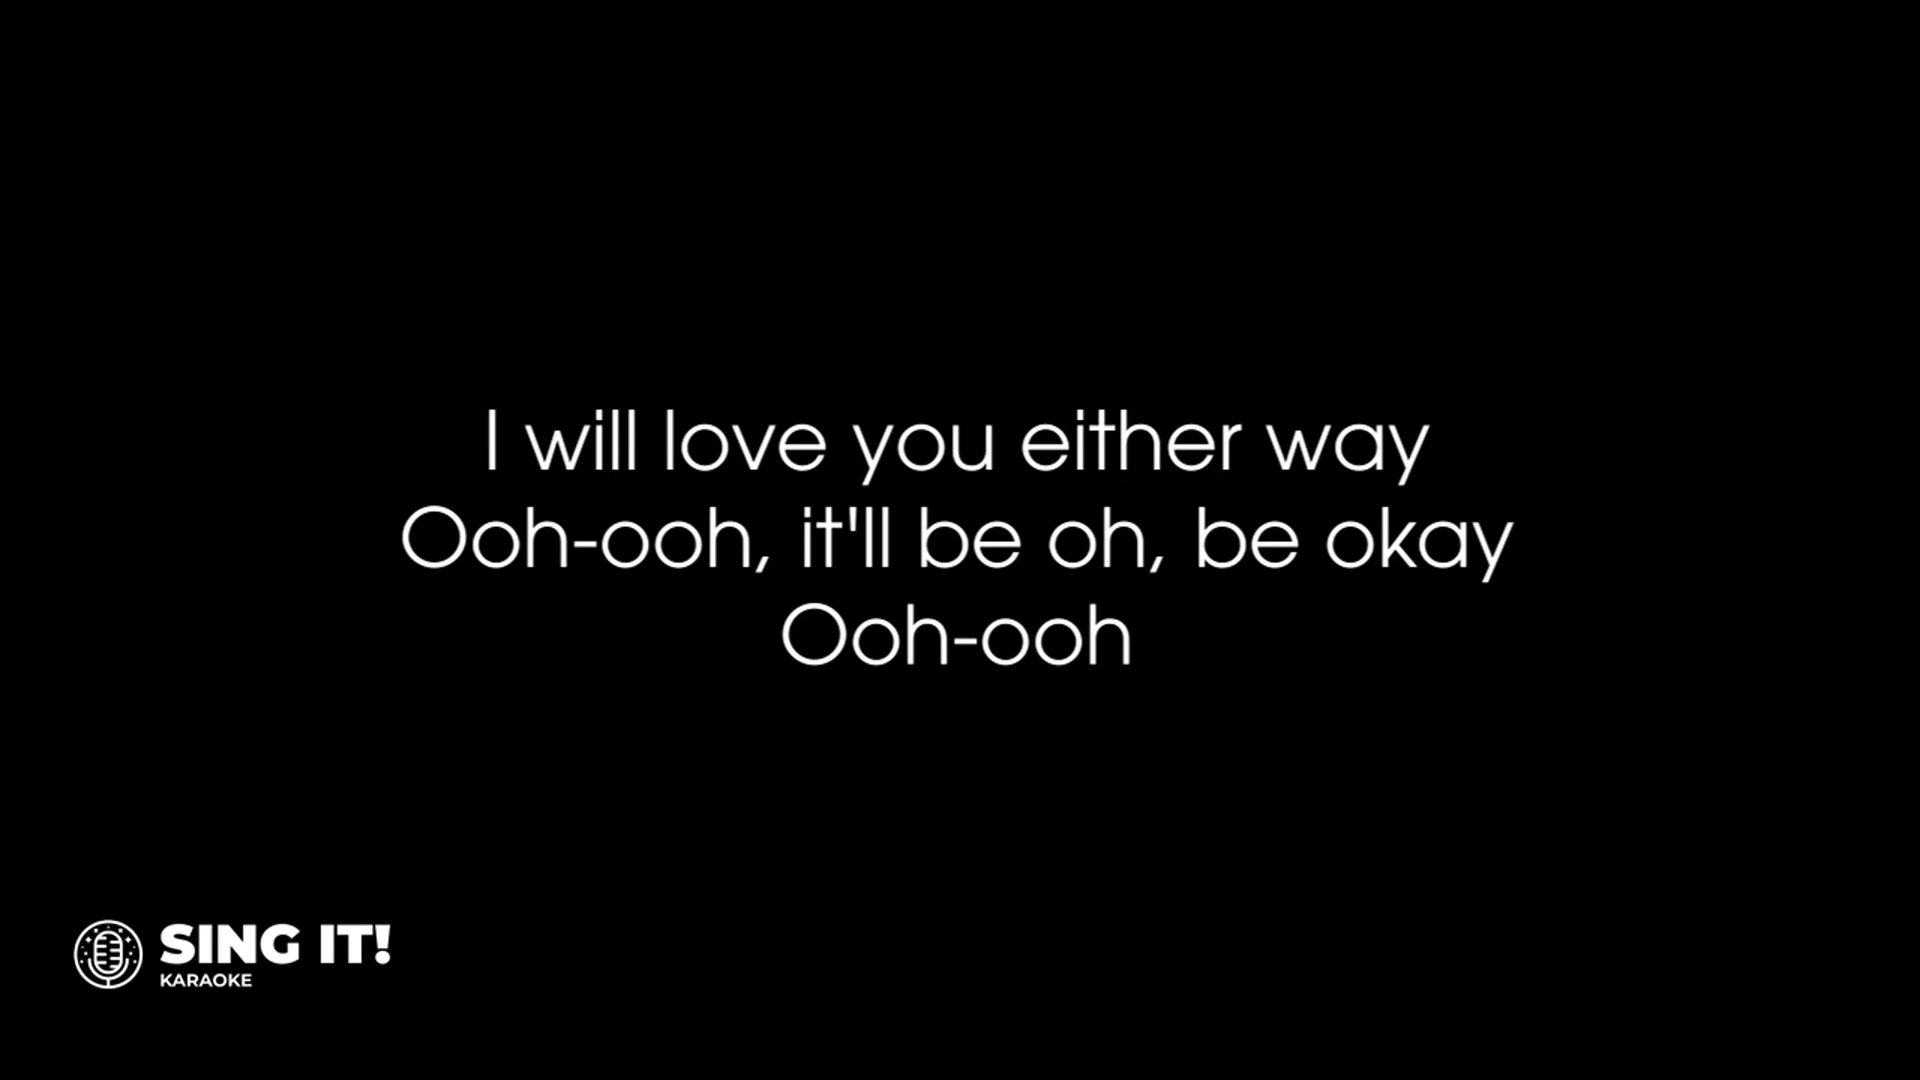 I will love you either way
Ooh-ooh, it'll be oh, be okay
Ooh-ooh
SING IT!
KARAOKE